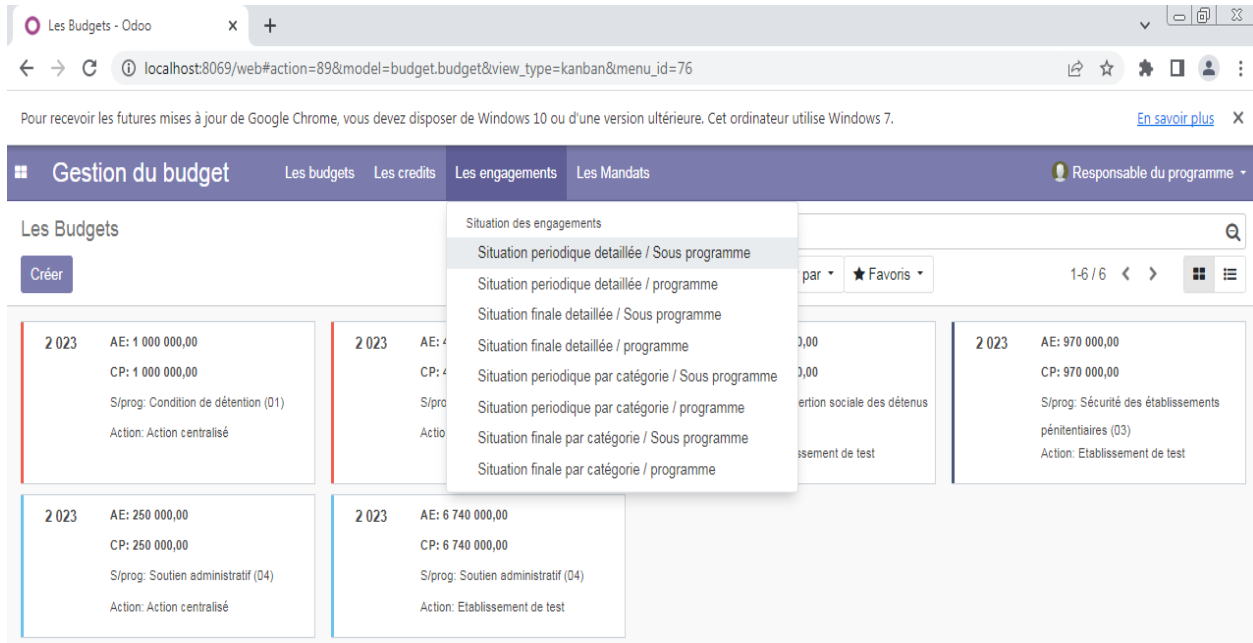 Les Budgets - Odoo
localhost:8069/web#action=89&model=budget.budget&view_type=kanban&menu_id=76
Pour recevoir les futures mises à jour de Google Chrome, vous devez disposer de Windows 10 ou d'une version ultérieure. Cet ordinateur utilise Windows 7. En savoir plus
Gestion du budget Les budgets Les credits Les engagements Les Mandats Responsable du programme
Les Budgets
Créer
par Favoris 1-6 / 6
Situation des engagements
Situation periodique detaillée / Sous programme
Situation periodique detaillée / programme
Situation finale detaillée / Sous programme
Situation finale detaillée / programme
Situation periodique par catégorie / Sous programme
Situation periodique par catégorie / programme
Situation finale par catégorie / Sous programme
Situation finale par catégorie / programme
2 023 AE: 1 000 000,00
CP: 1 000 000,00
S/prog: Condition de détention (01)
Action: Action centralisé
2 023 AE: 4
CP: 4
S/pro
Actio
0,00
0,00
ertion sociale des détenus
ssement de test
2 023 AE: 970 000,00
CP: 970 000,00
S/prog: Sécurité des établissements
pénitentiaires (03)
Action: Etablissement de test
2 023 AE: 250 000,00
CP: 250 000,00
S/prog: Soutien administratif (04)
Action: Action centralisé
2 023 AE: 6 740 000,00
CP: 6 740 000,00
S/prog: Soutien administratif (04)
Action: Etablissement de test